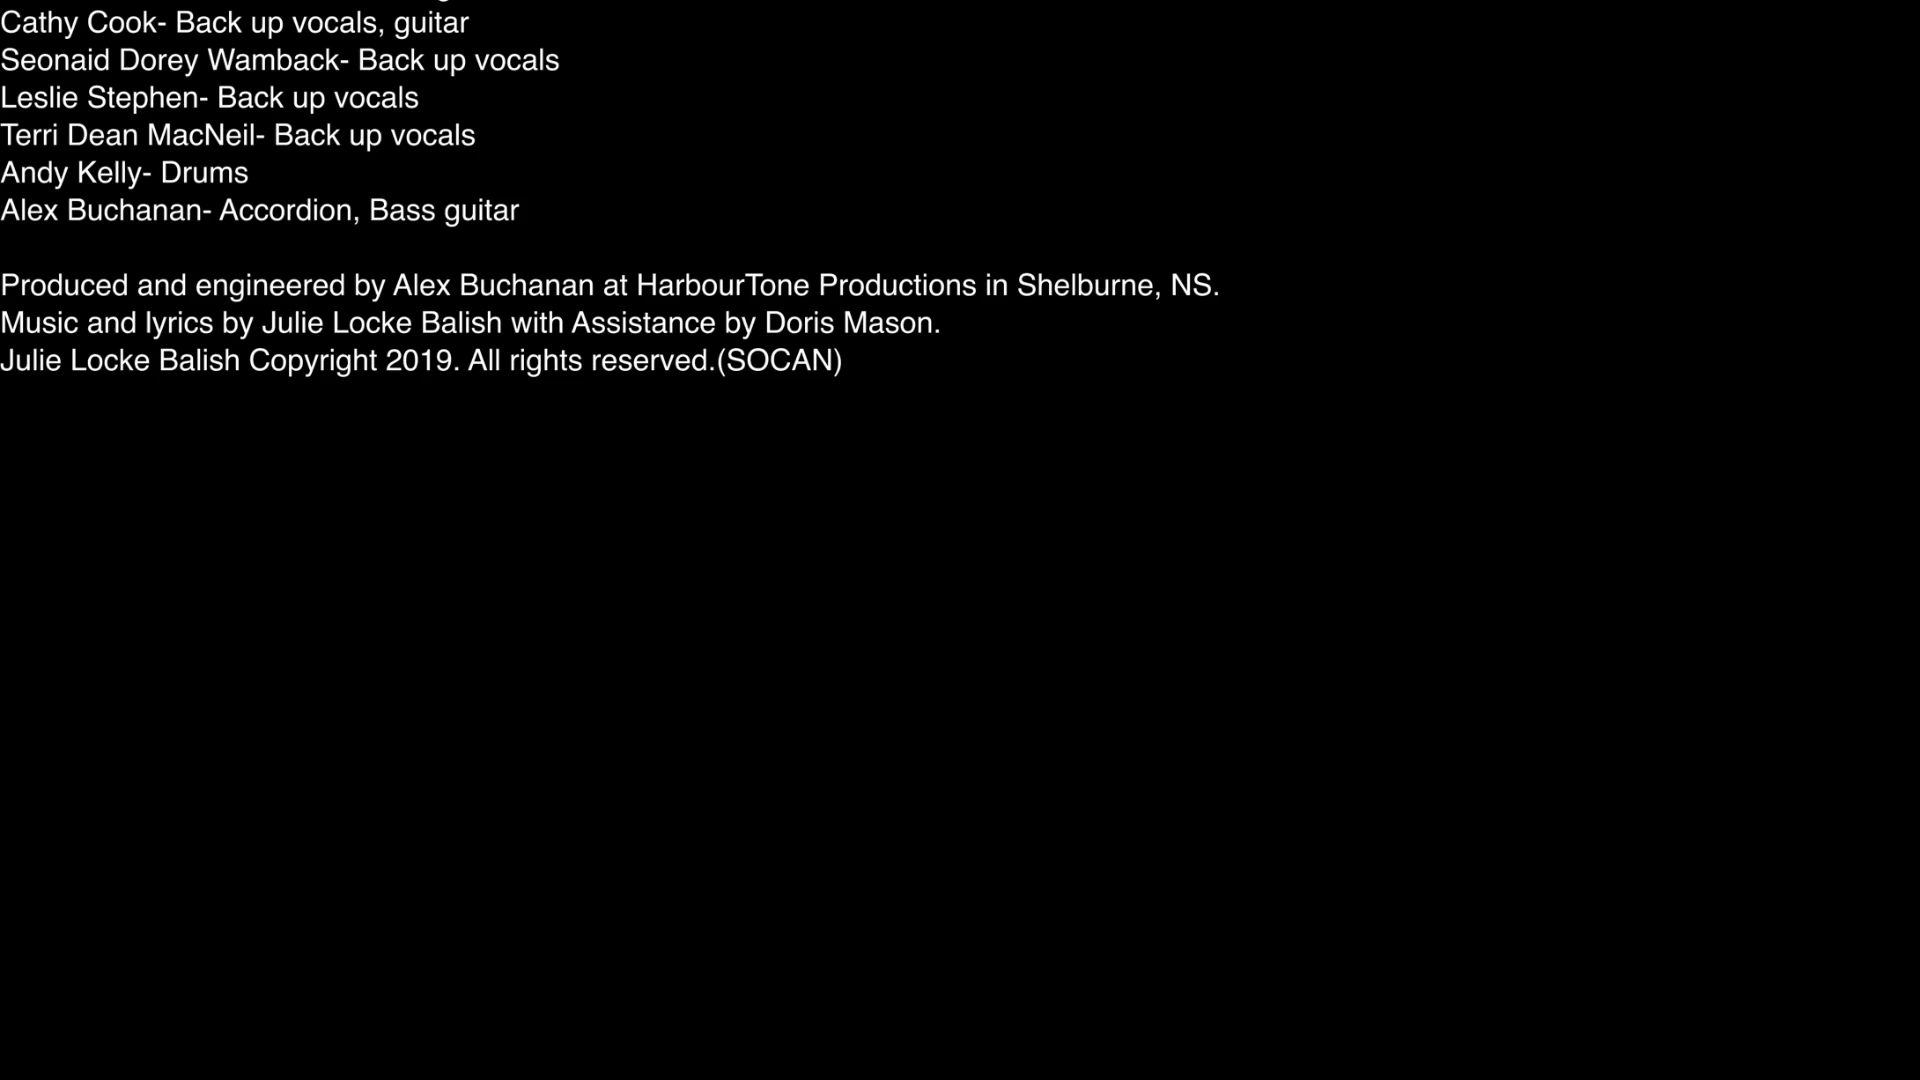 Cathy Cook- Back up vocals, guitar
Seonaid Dorey Wamback- Back up vocals
Leslie Stephen- Back up vocals
Terri Dean MacNeil- Back up vocals
Andy Kelly- Drums
Alex Buchanan- Accordion, Bass guitar
Produced and engineered by Alex Buchanan at HarbourTone Productions in Shelburne, NS.
Music and lyrics by Julie Locke Balish with Assistance by Doris Mason.
Julie Locke Balish Copyright 2019. All rights reserved.(SOCAN)